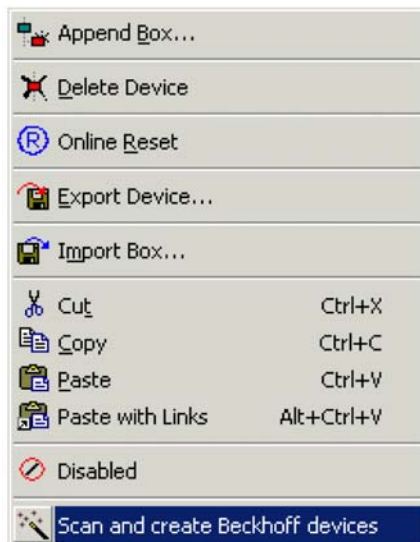 Append Box...
Delete Device
Online Reset
Export Device...
Import Box...
Cut Ctrl+X
Copy Ctrl+C
Paste Ctrl+V
Paste with Links Alt+Ctrl+V
Disabled
Scan and create Beckhoff devices